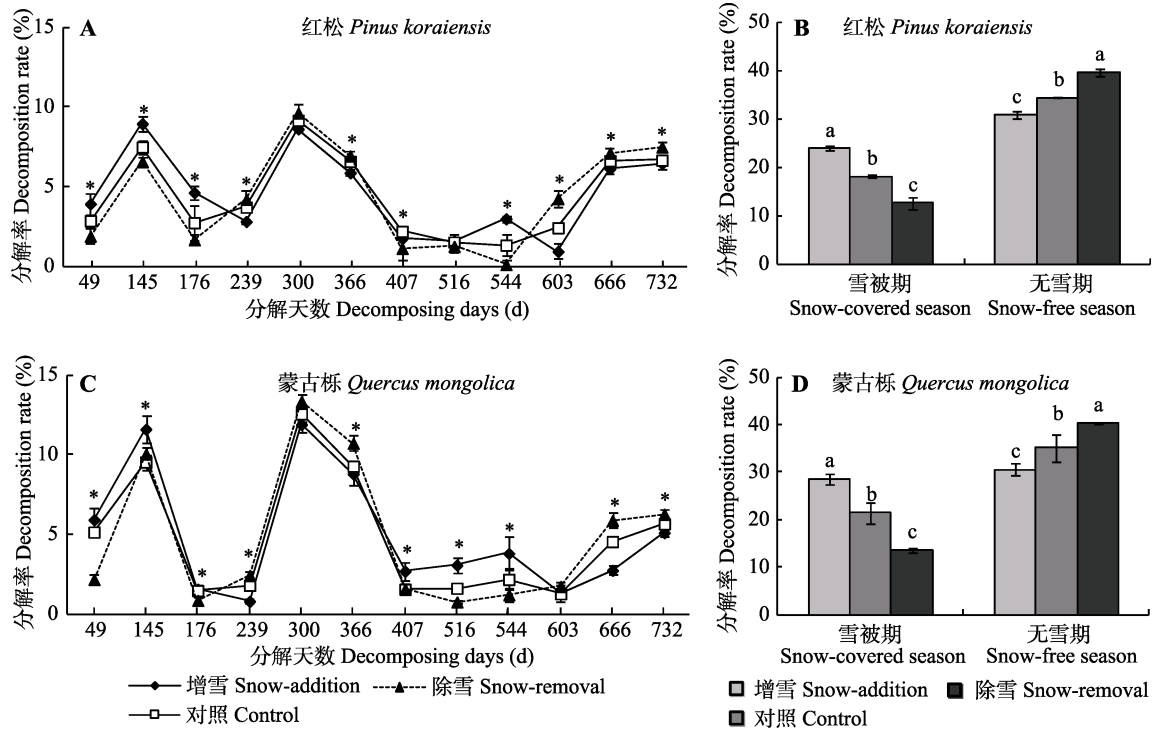 A 红松 Pinus koraiensis
分解率 Decomposition rate (%)
15
10
5
0
* * * * * * * * * *
49 145 176 239 300 366 407 516 544 603 666 732
分解天数 Decomposing days (d)
B 红松 Pinus koraiensis
分解率 Decomposition rate (%)
50
40
30
20
10
0
a b c c b a
雪被期 无雪期
Snow-covered season Snow-free season
C 蒙古栎 Quercus mongolica
分解率 Decomposition rate (%)
15
10
5
0
* * * * * * * * * *
49 145 176 239 300 366 407 516 544 603 666 732
分解天数 Decomposing days (d)
增雪 Snow-addition 除雪 Snow-removal
对照 Control
D 蒙古栎 Quercus mongolica
分解率 Decomposition rate (%)
50
40
30
20
10
0
a b c c b a
雪被期 无雪期
Snow-covered season Snow-free season
增雪 Snow-addition 除雪 Snow-removal
对照 Control